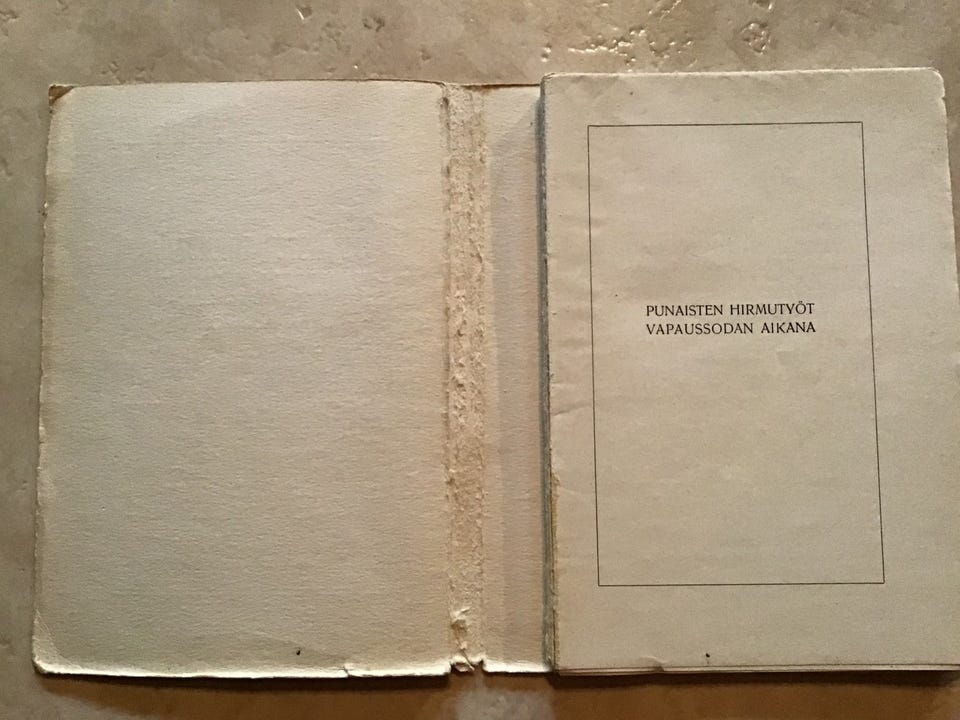 PUNAISTEN HIRMUTYÖT
VAPAUSSODAN AIKANA